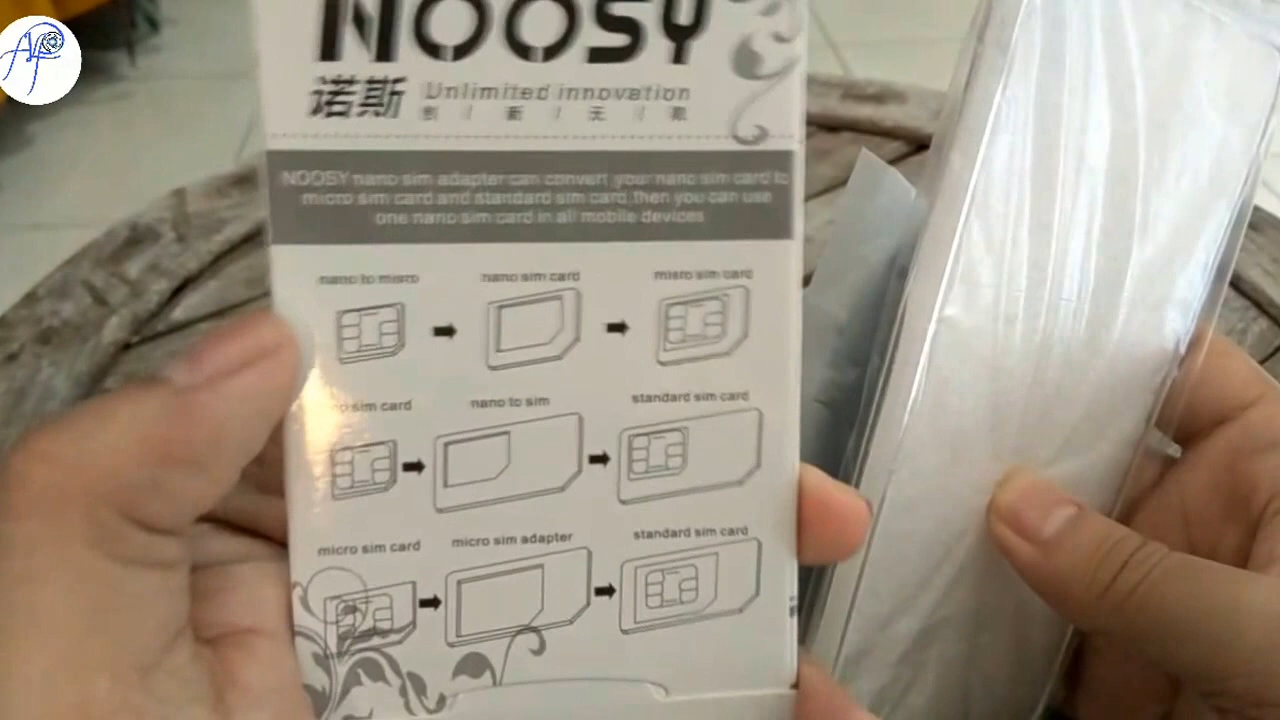 NOOSY
诺斯 Unlimited innovation
创 / 新 / 无 / 限
NOOSY nano sim adapter can convert your nano sim card to
micro sim card and standard sim card,then you can use
one nano sim card in all mobile devices
nano to micro nano sim card micro sim card
sim card nano to sim standard sim card
micro sim card micro sim adapter standard sim card